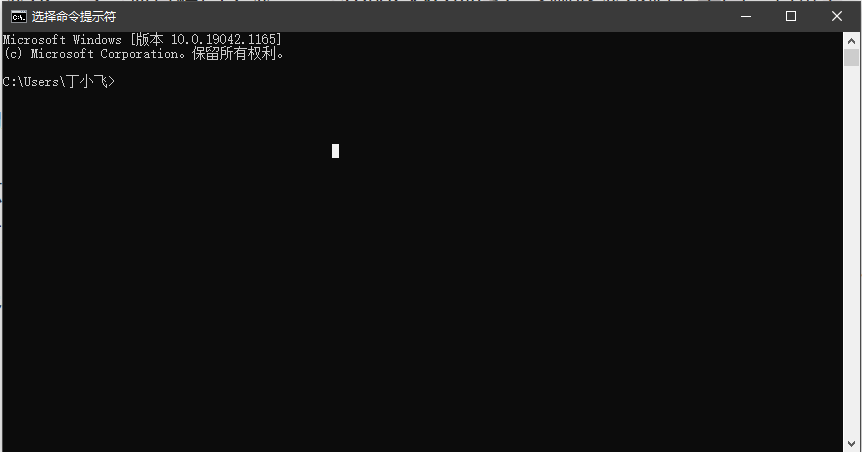 选择命令提示符
Microsoft Windows [版本 10.0.19042.1165]
(c) Microsoft Corporation。保留所有权利。
C:\Users\丁小飞>